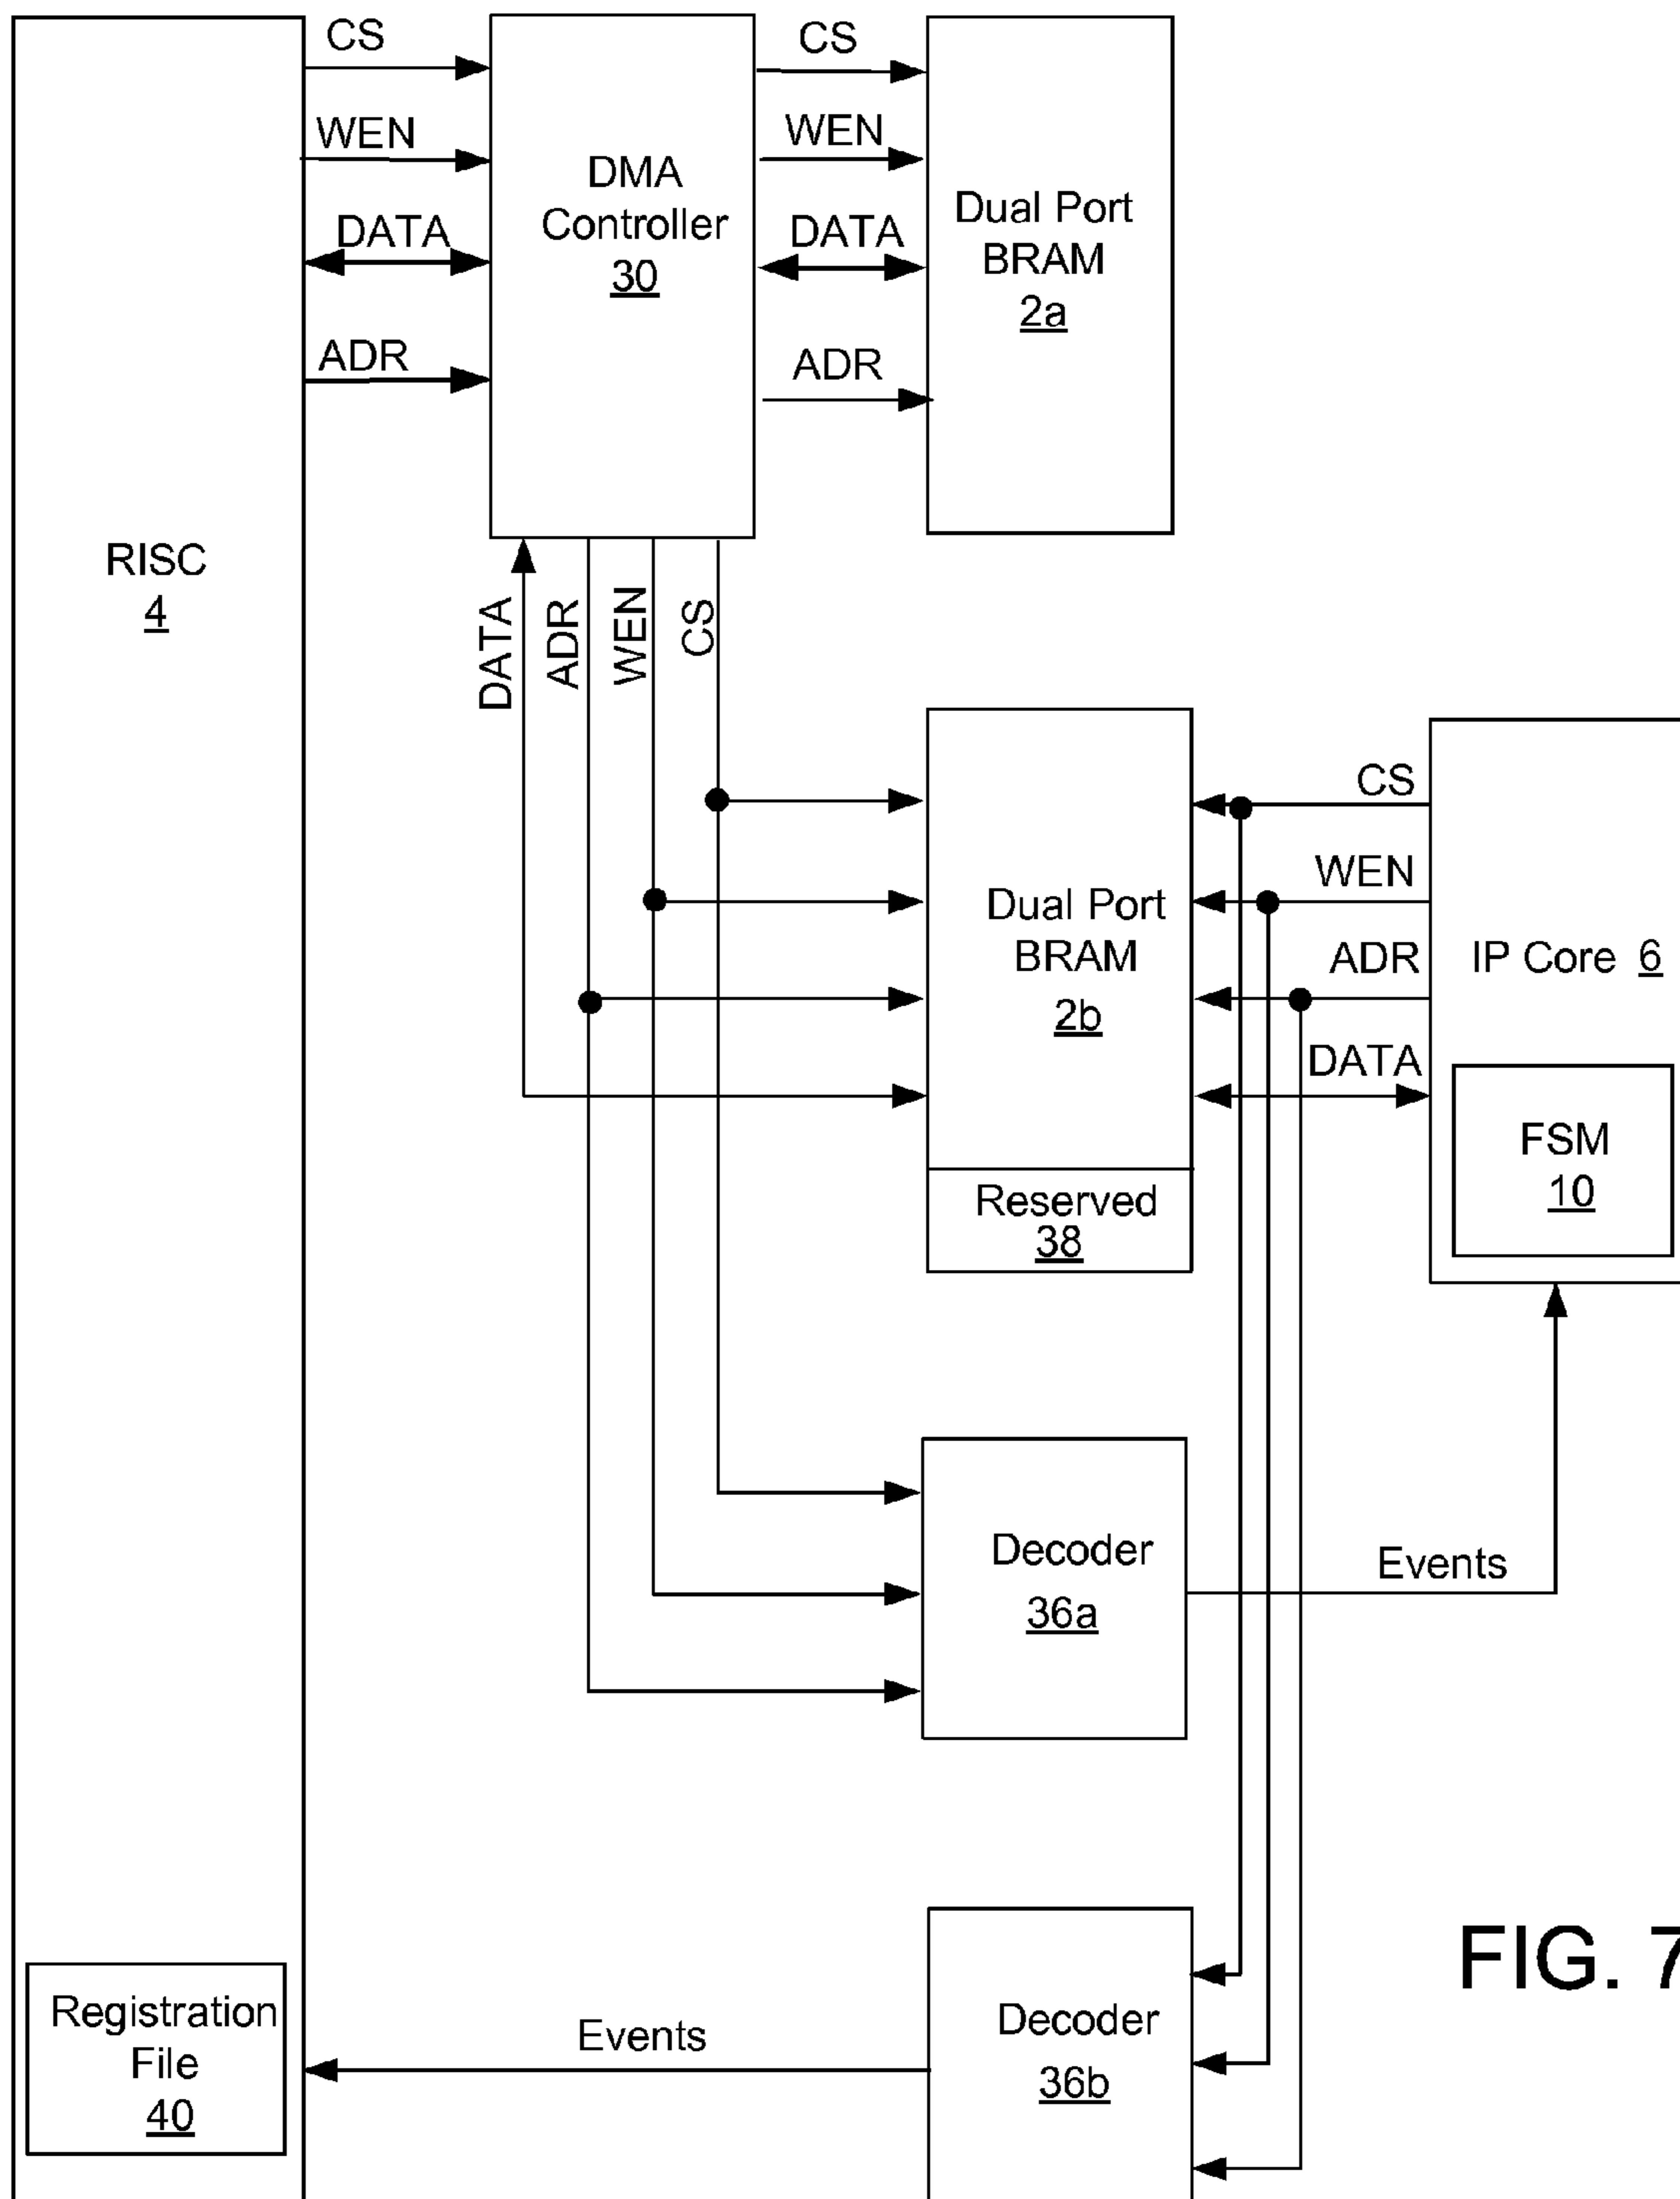 CS
WEN
DATA
ADR
RISC
4
DMA
Controller
30
CS
WEN
DATA
ADR
Dual Port
BRAM
2a
DATA
ADR
WEN
CS
Dual Port
BRAM
2b
Reserved
38
CS
WEN
ADR
DATA
IP Core 6
FSM
10
Decoder
36a
Events
Decoder
36b
Events
Registration
File
40
FIG. 7